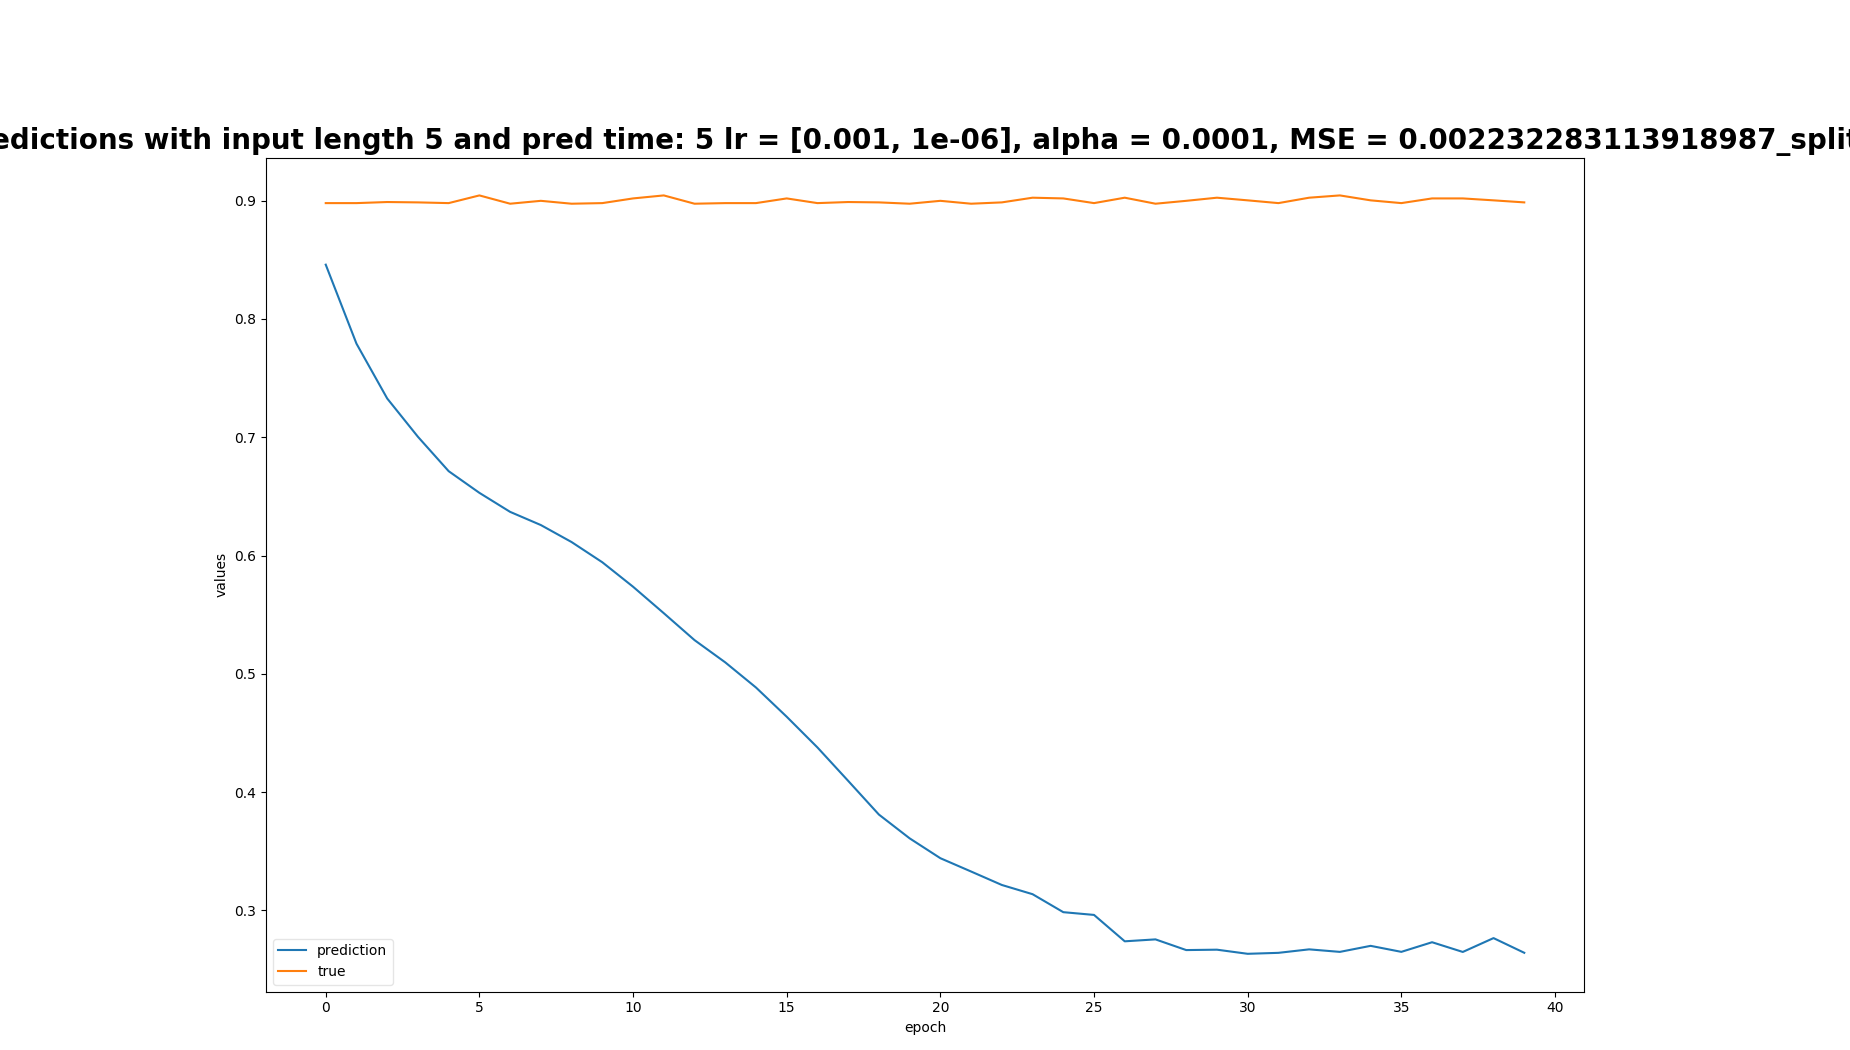 with input length 5 and pred time: 5 lr = [0.001, 1e-06], alpha = 0.0001, MSE = 0.002232283113918987_split
0.9
0.8
0.7
0.6
0.5
0.4
0.3
values
prediction
true
0 5 10 15 20 25 30 35 40
epoch